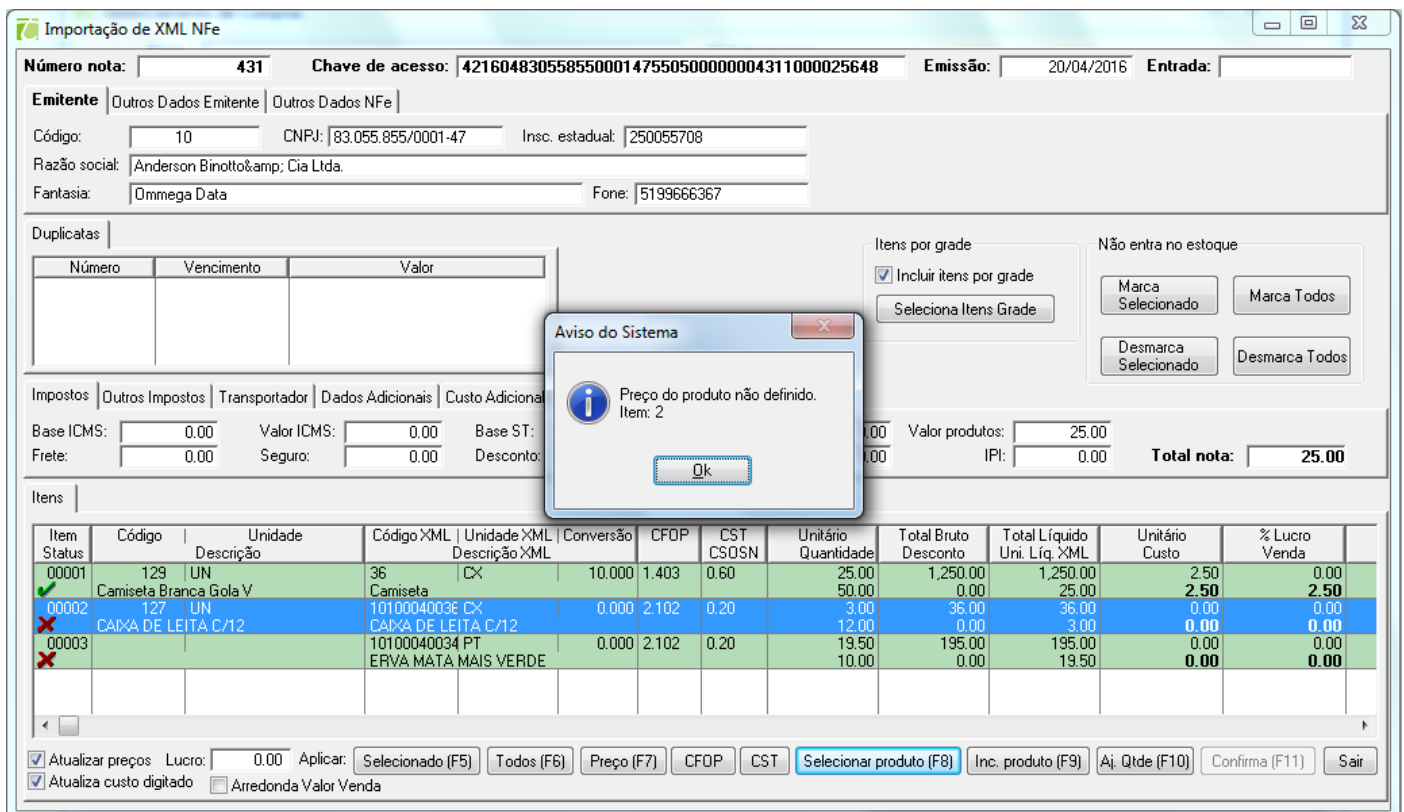 Importação de XML NFe
Número nota: 431 Chave de acesso: 42160483055855000147550500000004311000025648 Emissão: 20/04/2016 Entrada:
Emitente Outros Dados Emitente Outros Dados NFe
Código: 10 CNPJ: 83.055.855/0001-47 Insc. estadual: 250055708
Razão social: Anderson Binotto&amp; Cia Ltda.
Fantasia: Ommega Data Fone: 5199666367
Duplicatas
Número Vencimento Valor
Itens por grade
Incluir itens por grade
Seleciona Itens Grade
Não entra no estoque
Marca Selecionado
Marca Todos
Desmarca Selecionado
Desmarca Todos
Aviso do Sistema
Preço do produto não definido.
Item: 2
Ok
Impostos Outros Impostos Transportador Dados Adicionais Custo Adicional
Base ICMS: 0.00 Valor ICMS: 0.00 Base ST: Valor produtos: 25.00
Frete: 0.00 Seguro: 0.00 Desconto: IPI: 0.00 Total nota: 25.00
Itens
Item Código | Unidade Código XML | Unidade XML | Conversão CFOP CST Unitário Total Bruto Total Líquido Unitário % Lucro
Status Descrição Descrição XML CSOSN Quantidade Desconto Uni. Líq. XML Custo Venda
00001 129 UN 36 CX 10.000 1.403 0.60 25.00 1,250.00 1,250.00 2.50 0.00
Camiseta Branca Gola V Camiseta 50.00 0.00 25.00 2.50 2.50
00002 127 UN CX 0.000 2.102 0.20 3.00 36.00 36.00 0.00 0.00
CAIXA DE LEITA C/12 CAIXA DE LEITA C/12 12.00 0.00 3.00 0.00 0.00
00003 10100040034 PT 0.000 2.102 0.20 19.50 195.00 195.00 0.00 0.00
ERVA MATA MAIS VERDE 10.00 0.00 19.50 0.00 0.00
Atualizar preços Lucro: 0.00 Aplicar: Selecionado (F5) Todos (F6) Preço (F7) CFOP CST Selecionar produto (F8) Inc. produto (F9) Aj. Qtde (F10) Confirma (F11) Sair
Atualiza custo digitado Arredonda Valor Venda